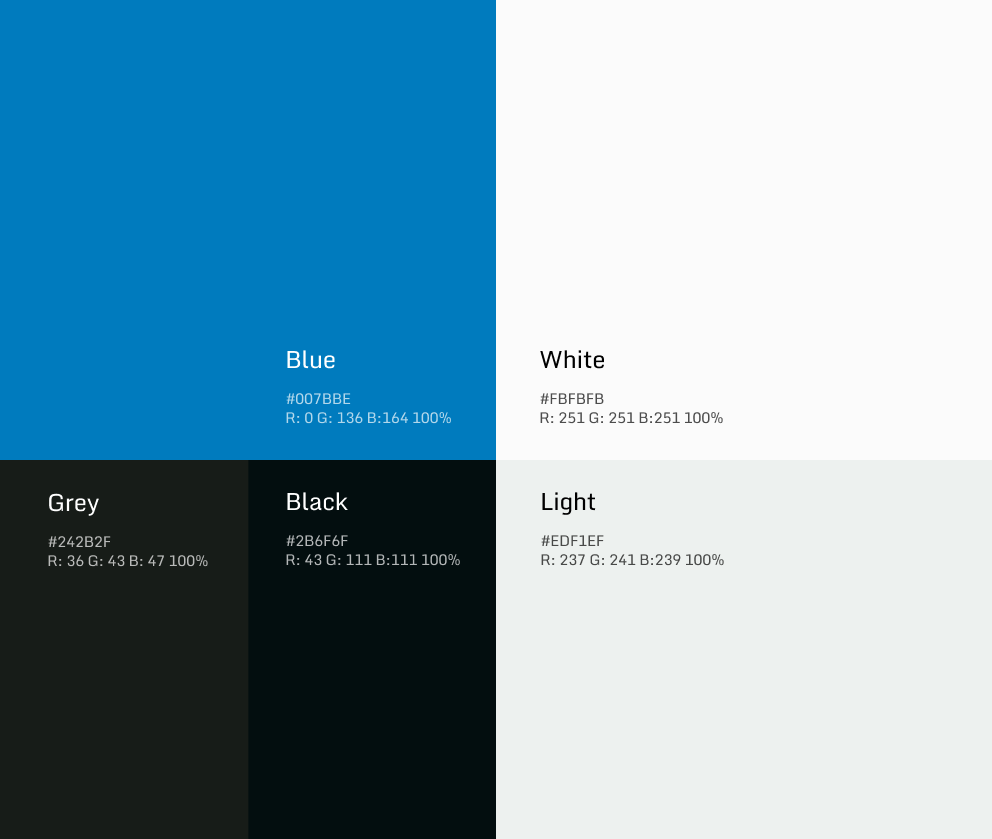 Blue
#007BBE
R: 0 G: 136 B:164 100%
White
#FBFBFB
R: 251 G: 251 B:251 100%
Grey
#242B2F
R: 36 G: 43 B: 47 100%
Black
#2B6F6F
R: 43 G: 111 B:111 100%
Light
#EDF1EF
R: 237 G: 241 B:239 100%